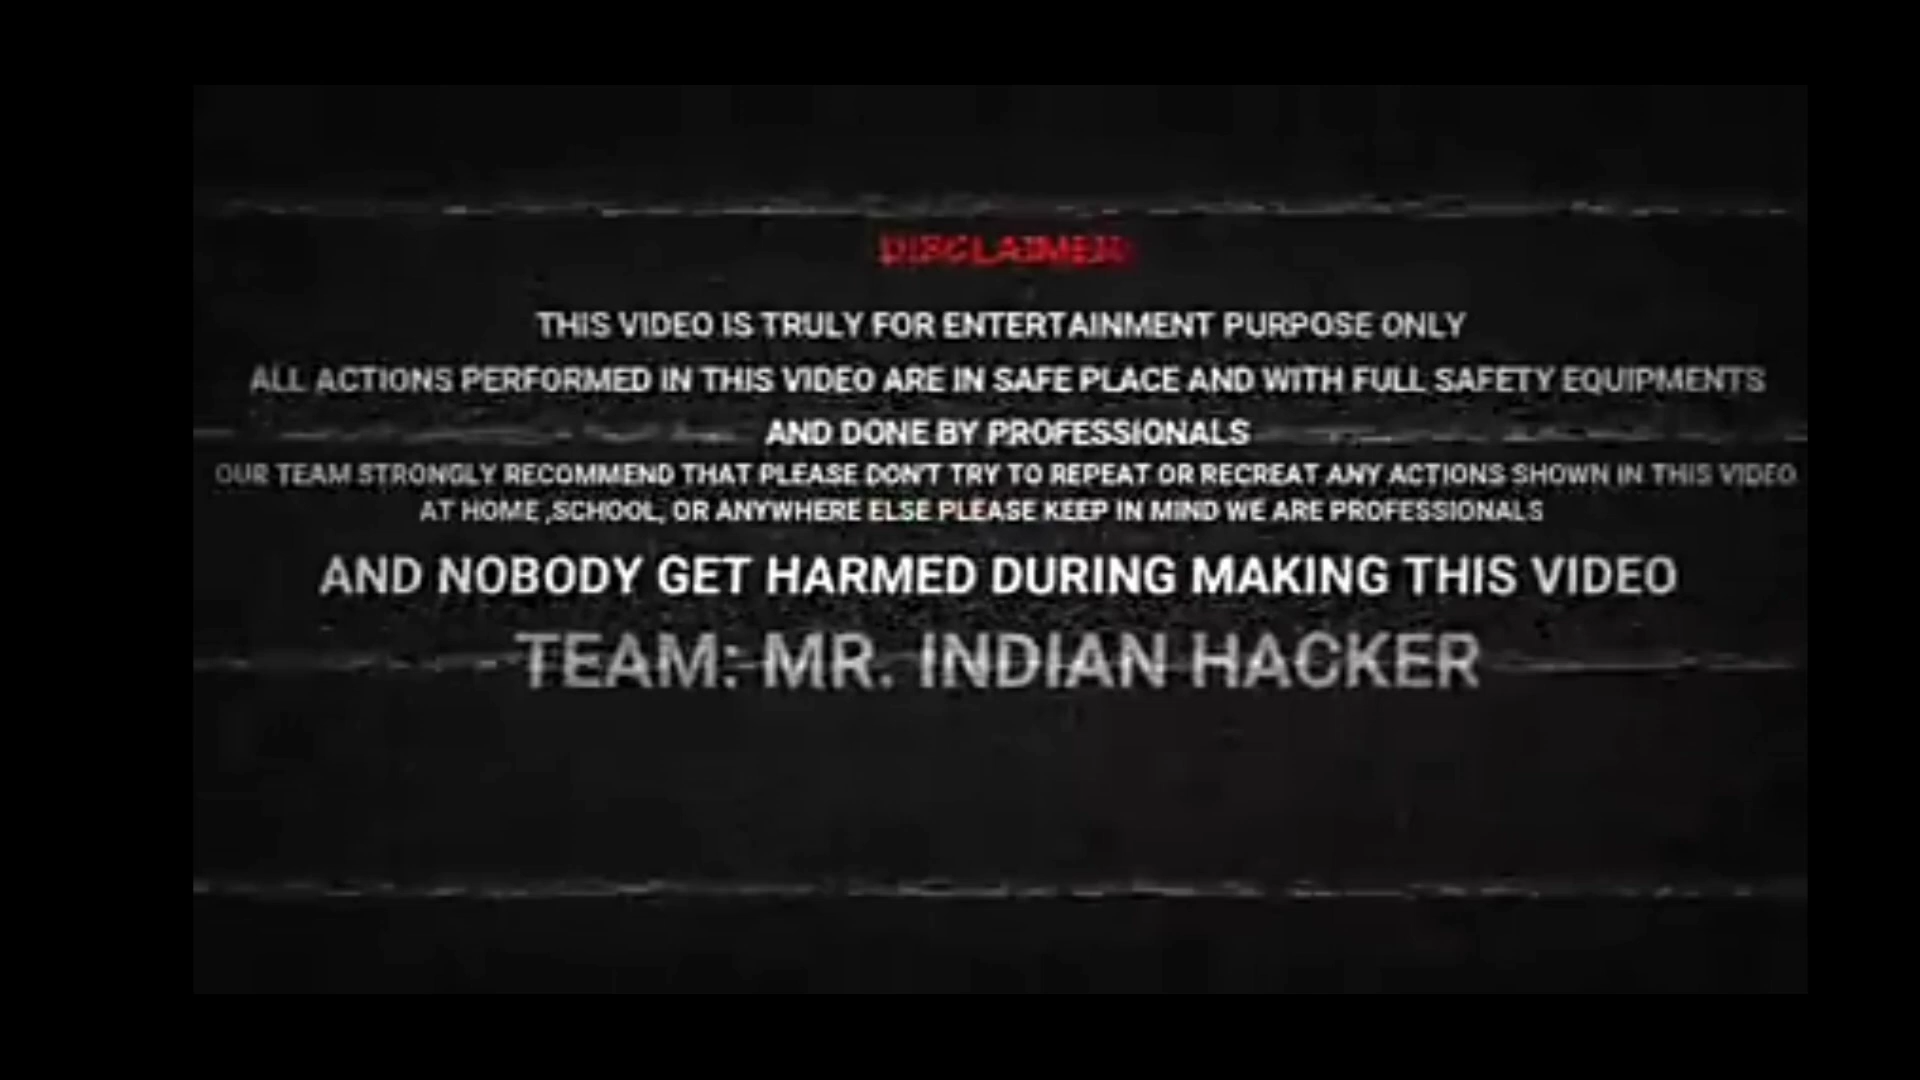 DISCLAIMER
THIS VIDEO IS TRULY FOR ENTERTAINMENT PURPOSE ONLY
ALL ACTIONS PERFORMED IN THIS VIDEO ARE IN SAFE PLACE AND WITH FULL SAFETY EQUIPMENTS
AND DONE BY PROFESSIONALS
OUR TEAM STRONGLY RECOMMEND THAT PLEASE DON'T TRY TO REPEAT OR RECREAT ANY ACTIONS SHOWN IN THIS VIDEO
AT HOME ,SCHOOL, OR ANYWHERE ELSE PLEASE KEEP IN MIND WE ARE PROFESSIONALS
AND NOBODY GET HARMED DURING MAKING THIS VIDEO
TEAM: MR. INDIAN HACKER